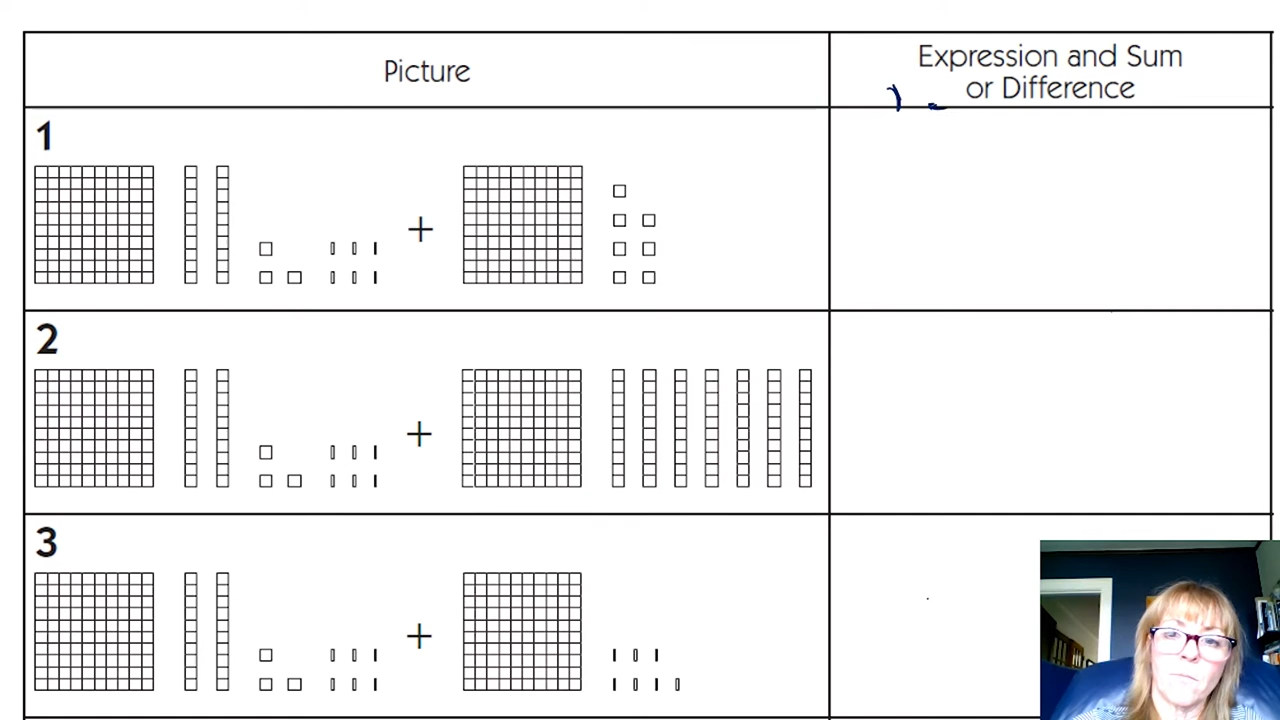 Picture
Expression and Sum
or Difference
1
+
2
+
3
+